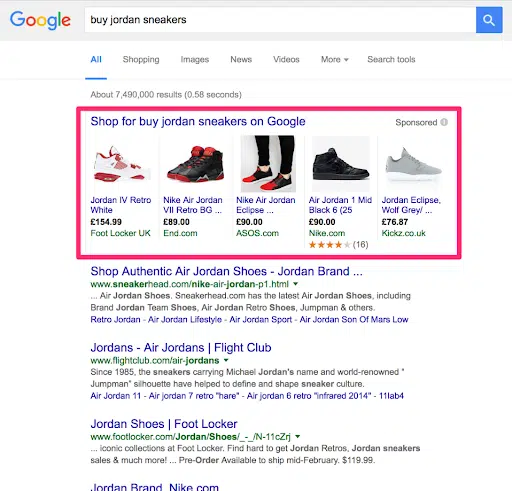 Google buy jordan sneakers
All Shopping Images News Videos More Search tools
About 7,490,000 results (0.58 seconds)
Shop for buy jordan sneakers on Google Sponsored
Jordan IV Retro
White
£154.99
Foot Locker UK
Nike Air Jordan
VII Retro BG ...
£89.00
End.com
Nike Air Jordan
Eclipse ...
£90.00
ASOS.com
Air Jordan 1 Mid
Black 6 (25
£90.00
Nike.com
(16)
Jordan Eclipse,
Wolf Grey/ ...
£76.87
Kickz.co.uk
Shop Authentic Air Jordan Shoes - Jordan Brand ...
www.sneakerhead.com/nike-air-jordan-p1.html
... Air Jordan Shoes. Sneakerhead.com has the latest Air Jordan Shoes, including
Brand Jordan Team Shoes, Air Jordan Retro Shoes, Jumpman & others.
Retro Jordan - Air Jordan Lifestyle - Air Jordan Sport - Air Jordan Son Of Mars Low
Jordans - Air Jordans | Flight Club
www.flightclub.com/air-jordans
Since 1985, the sneakers carrying Michael Jordan's name and world-renowned "
Jumpman" silhouette have helped to define and shape sneaker culture.
Air Jordan 11 - Air jordan 7 retro "hare" - Air jordan 6 retro "infrared 2014" - 11lab4
Jordan Shoes | Foot Locker
www.footlocker.com/Jordan/Shoes/_-_/N-11cZrj
... iconic collections at Foot Locker. Find hard to get Jordan Retros, Jordan sneakers
sales & much more! ... Pre-Order Available to ship mid-February. $119.99.
Jordan Brand. Nike.com